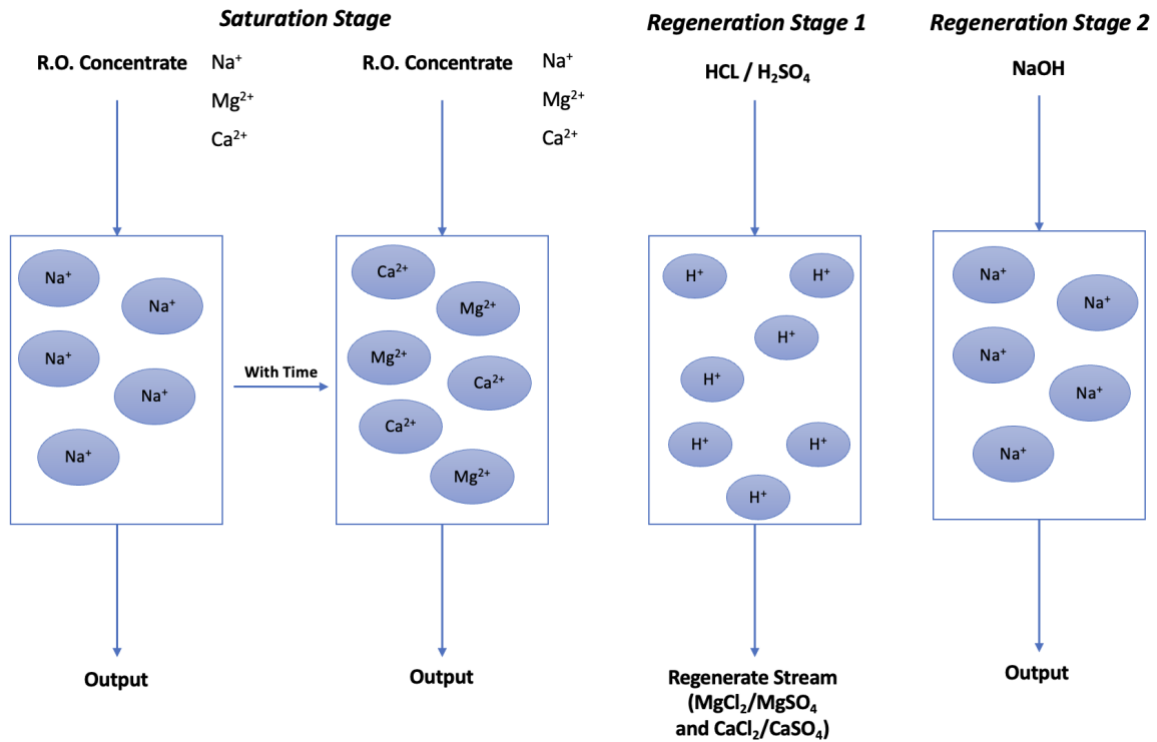 Saturation Stage
Regeneration Stage 1
Regeneration Stage 2
R.O. Concentrate
Na⁺
Mg²⁺
Ca²⁺
R.O. Concentrate
Na⁺
Mg²⁺
Ca²⁺
HCL / H₂SO₄
NaOH
Na⁺
Na⁺
Na⁺
Na⁺
Na⁺
With Time
Ca²⁺
Mg²⁺
Mg²⁺
Ca²⁺
Ca²⁺
Mg²⁺
H⁺
H⁺
H⁺
H⁺
H⁺
H⁺
H⁺
Na⁺
Na⁺
Na⁺
Na⁺
Na⁺
Output
Output
Regenerate Stream
(MgCl₂/MgSO₄
and CaCl₂/CaSO₄)
Output